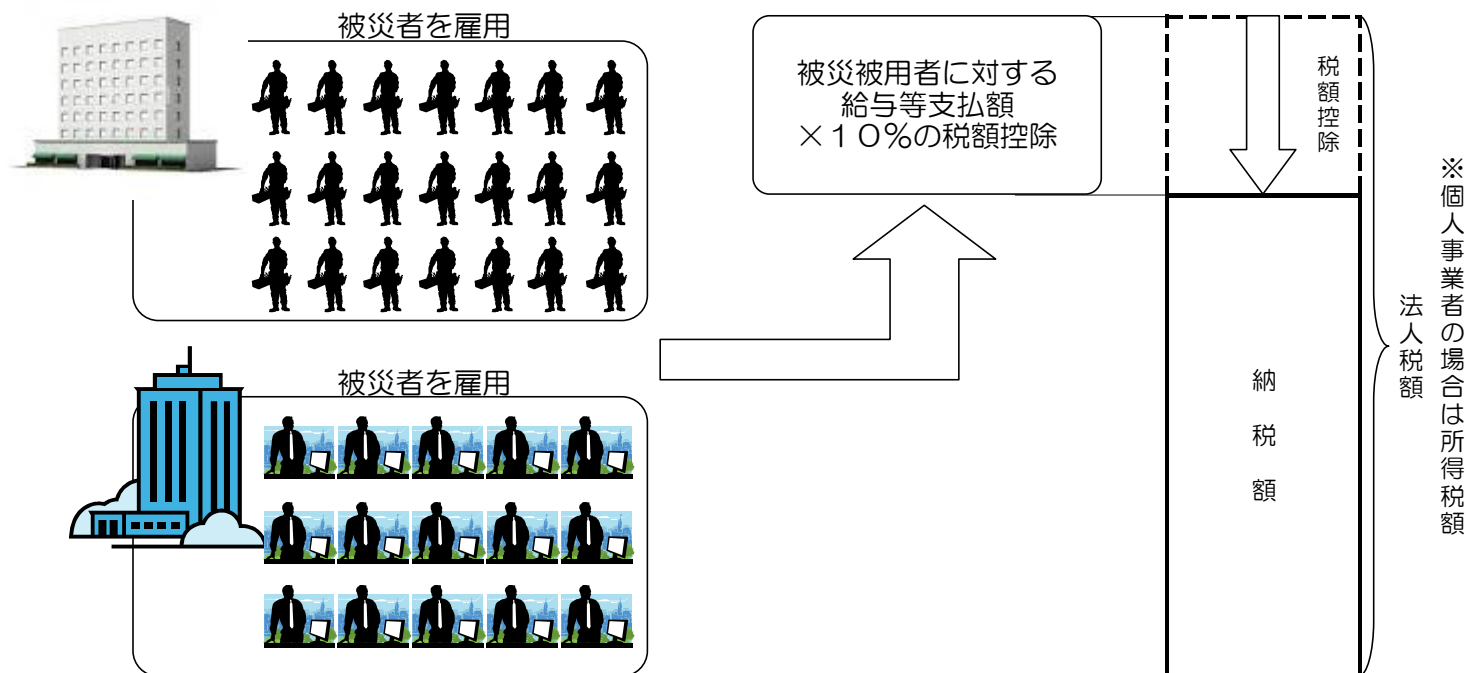 被災者を雇用
被災者を雇用
被災被用者に対する
給与等支払額
×１０％の税額控除
税額控除
納税額
法人税額
※個人事業者の場合は所得税額